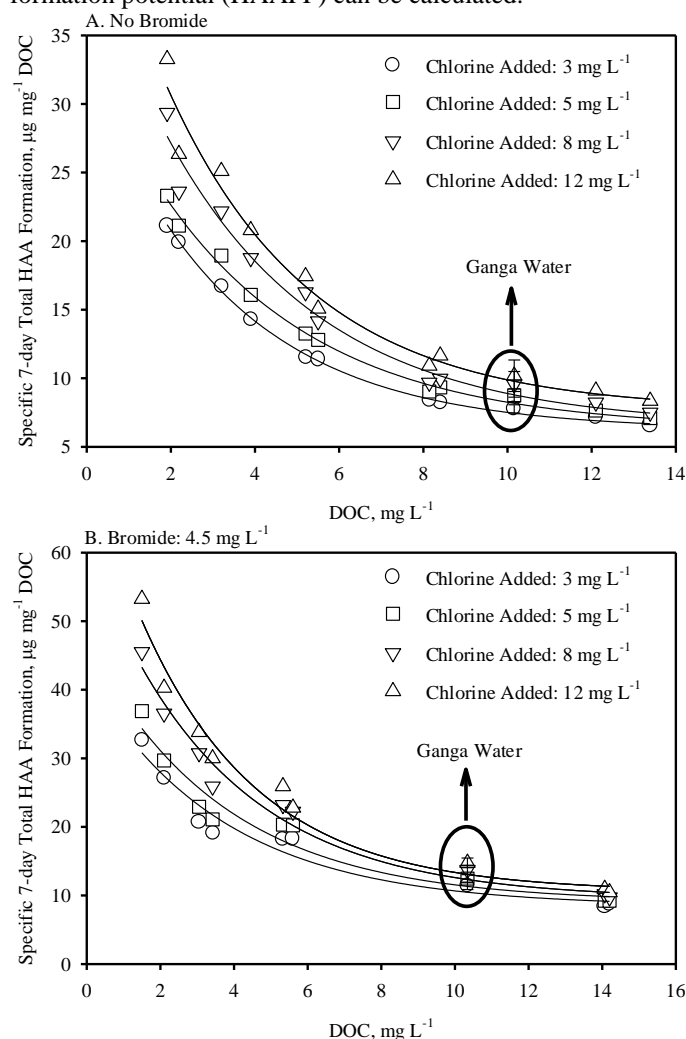 formation potential (HAAFP) can be calculated.
A. No Bromide
35
30
25
20
15
10
5
Specific 7-day Total HAA Formation, μg mg⁻¹ DOC
Chlorine Added: 3 mg L⁻¹
Chlorine Added: 5 mg L⁻¹
Chlorine Added: 8 mg L⁻¹
Chlorine Added: 12 mg L⁻¹
Ganga Water
0 2 4 6 8 10 12 14
DOC, mg L⁻¹
B. Bromide: 4.5 mg L⁻¹
60
50
40
30
20
10
0
Specific 7-day Total HAA Formation, μg mg⁻¹ DOC
Chlorine Added: 3 mg L⁻¹
Chlorine Added: 5 mg L⁻¹
Chlorine Added: 8 mg L⁻¹
Chlorine Added: 12 mg L⁻¹
Ganga Water
0 2 4 6 8 10 12 14 16
DOC, mg L⁻¹